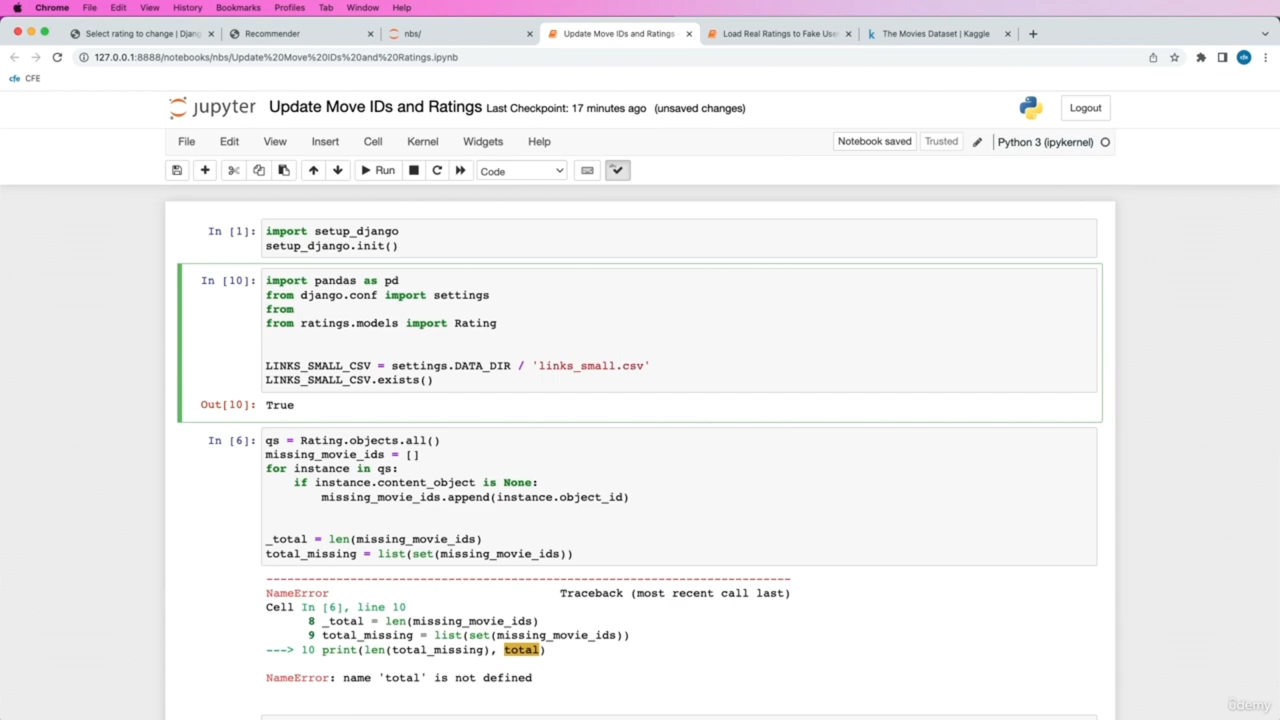 Chrome File Edit View History Bookmarks Profiles Tab Window Help
Select rating to change | Djang Recommender nbs/ Update Move IDs and Ratings - Load Real Ratings to Fake User The Movies Dataset | Kaggle
127.0.0.1:8888/notebooks/nbs/Update%20Move%20IDs%20and%20Ratings.ipynb
cfe CFE
jupyter Update Move IDs and Ratings Last Checkpoint: 17 minutes ago (unsaved changes) Logout
File Edit View Insert Cell Kernel Widgets Help Notebook saved Trusted Python 3 (ipykernel)
Run Code
In [1]: import setup_django
setup_django.init()
In [10]: import pandas as pd
from django.conf import settings
from
from ratings.models import Rating
LINKS_SMALL_CSV = settings.DATA_DIR / 'links_small.csv'
LINKS_SMALL_CSV.exists()
Out[10]: True
In [6]: qs = Rating.objects.all()
missing_movie_ids = []
for instance in qs:
if instance.content_object is None:
missing_movie_ids.append(instance.object_id)
_total = len(missing_movie_ids)
total_missing = list(set(missing_movie_ids))
---------------------------------------------------------------------------
NameError Traceback (most recent call last)
Cell In [6], line 10
8 _total = len(missing_movie_ids)
9 total_missing = list(set(missing_movie_ids))
---> 10 print(len(total_missing), total)
NameError: name 'total' is not defined
ûdemy